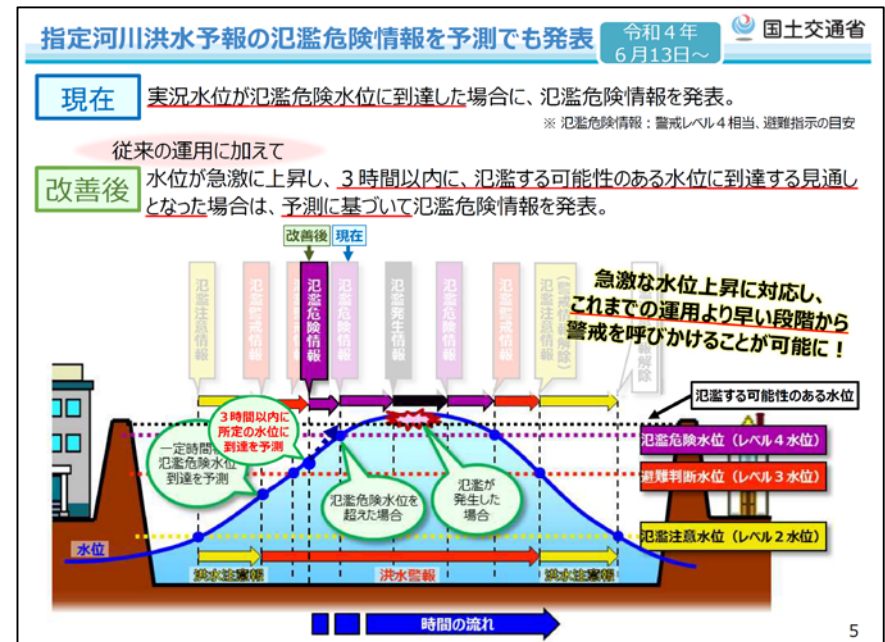 指定河川洪水予報の氾濫危険情報を予測でも発表
令和４年
６月13日～
国土交通省
現在
実況水位が氾濫危険水位に到達した場合に、氾濫危険情報を発表。
※ 氾濫危険情報：警戒レベル４相当、避難指示の目安
従来の運用に加えて
改善後
水位が急激に上昇し、３時間以内に、氾濫する可能性のある水位に到達する見通し
となった場合は、予測に基づいて氾濫危険情報を発表。
改善後
現在
氾濫注意情報
氾濫警戒情報
氾濫危険情報
氾濫危険情報
氾濫発生情報
氾濫危険情報
氾濫警戒情報
氾濫注意情報
（警戒情報解除）
解除
急激な水位上昇に対応し、
これまでの運用より早い段階から
警戒を呼びかけることが可能に！
氾濫する可能性のある水位
３時間以内に
所定の水位に
到達を予測
一定時間
氾濫危険水位
到達を予測
氾濫危険水位を
超えた場合
氾濫が
発生した
場合
氾濫危険水位（レベル４水位）
避難判断水位（レベル３水位）
氾濫注意水位（レベル２水位）
水位
洪水注意報
洪水警報
洪水注意報
時間の流れ
5